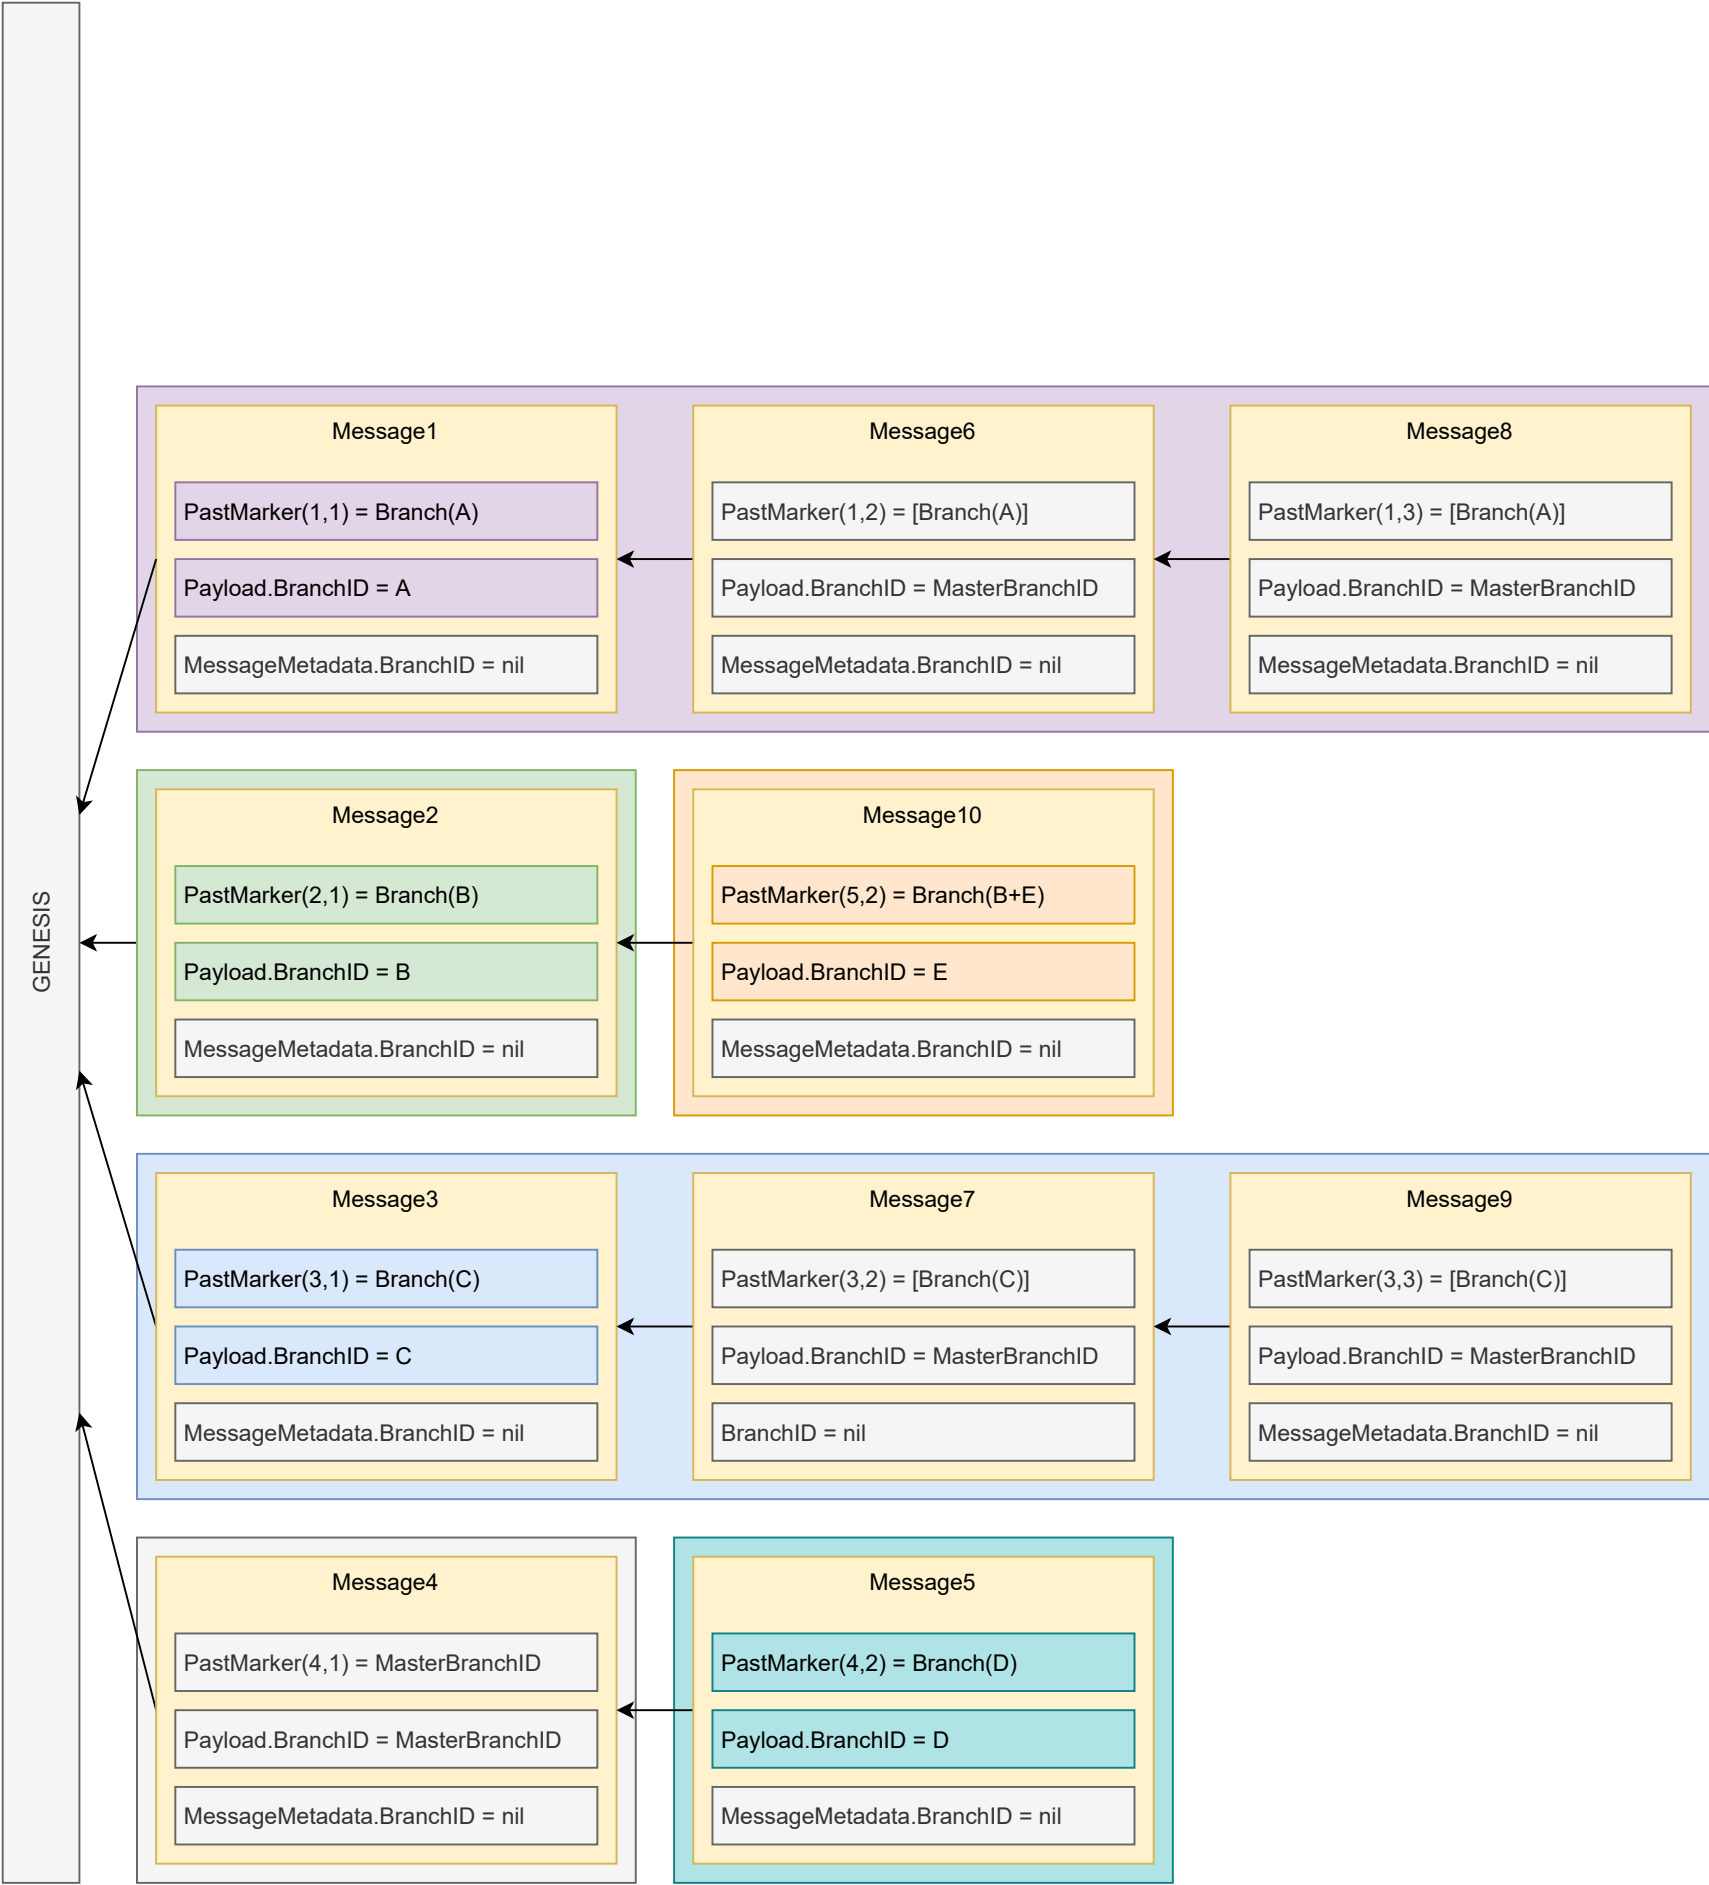 GENESIS
Message1
PastMarker(1,1) = Branch(A)
Payload.BranchID = A
MessageMetadata.BranchID = nil
Message6
PastMarker(1,2) = [Branch(A)]
Payload.BranchID = MasterBranchID
MessageMetadata.BranchID = nil
Message8
PastMarker(1,3) = [Branch(A)]
Payload.BranchID = MasterBranchID
MessageMetadata.BranchID = nil
Message2
PastMarker(2,1) = Branch(B)
Payload.BranchID = B
MessageMetadata.BranchID = nil
Message10
PastMarker(5,2) = Branch(B+E)
Payload.BranchID = E
MessageMetadata.BranchID = nil
Message3
PastMarker(3,1) = Branch(C)
Payload.BranchID = C
MessageMetadata.BranchID = nil
Message7
PastMarker(3,2) = [Branch(C)]
Payload.BranchID = MasterBranchID
BranchID = nil
Message9
PastMarker(3,3) = [Branch(C)]
Payload.BranchID = MasterBranchID
MessageMetadata.BranchID = nil
Message4
PastMarker(4,1) = MasterBranchID
Payload.BranchID = MasterBranchID
MessageMetadata.BranchID = nil
Message5
PastMarker(4,2) = Branch(D)
Payload.BranchID = D
MessageMetadata.BranchID = nil